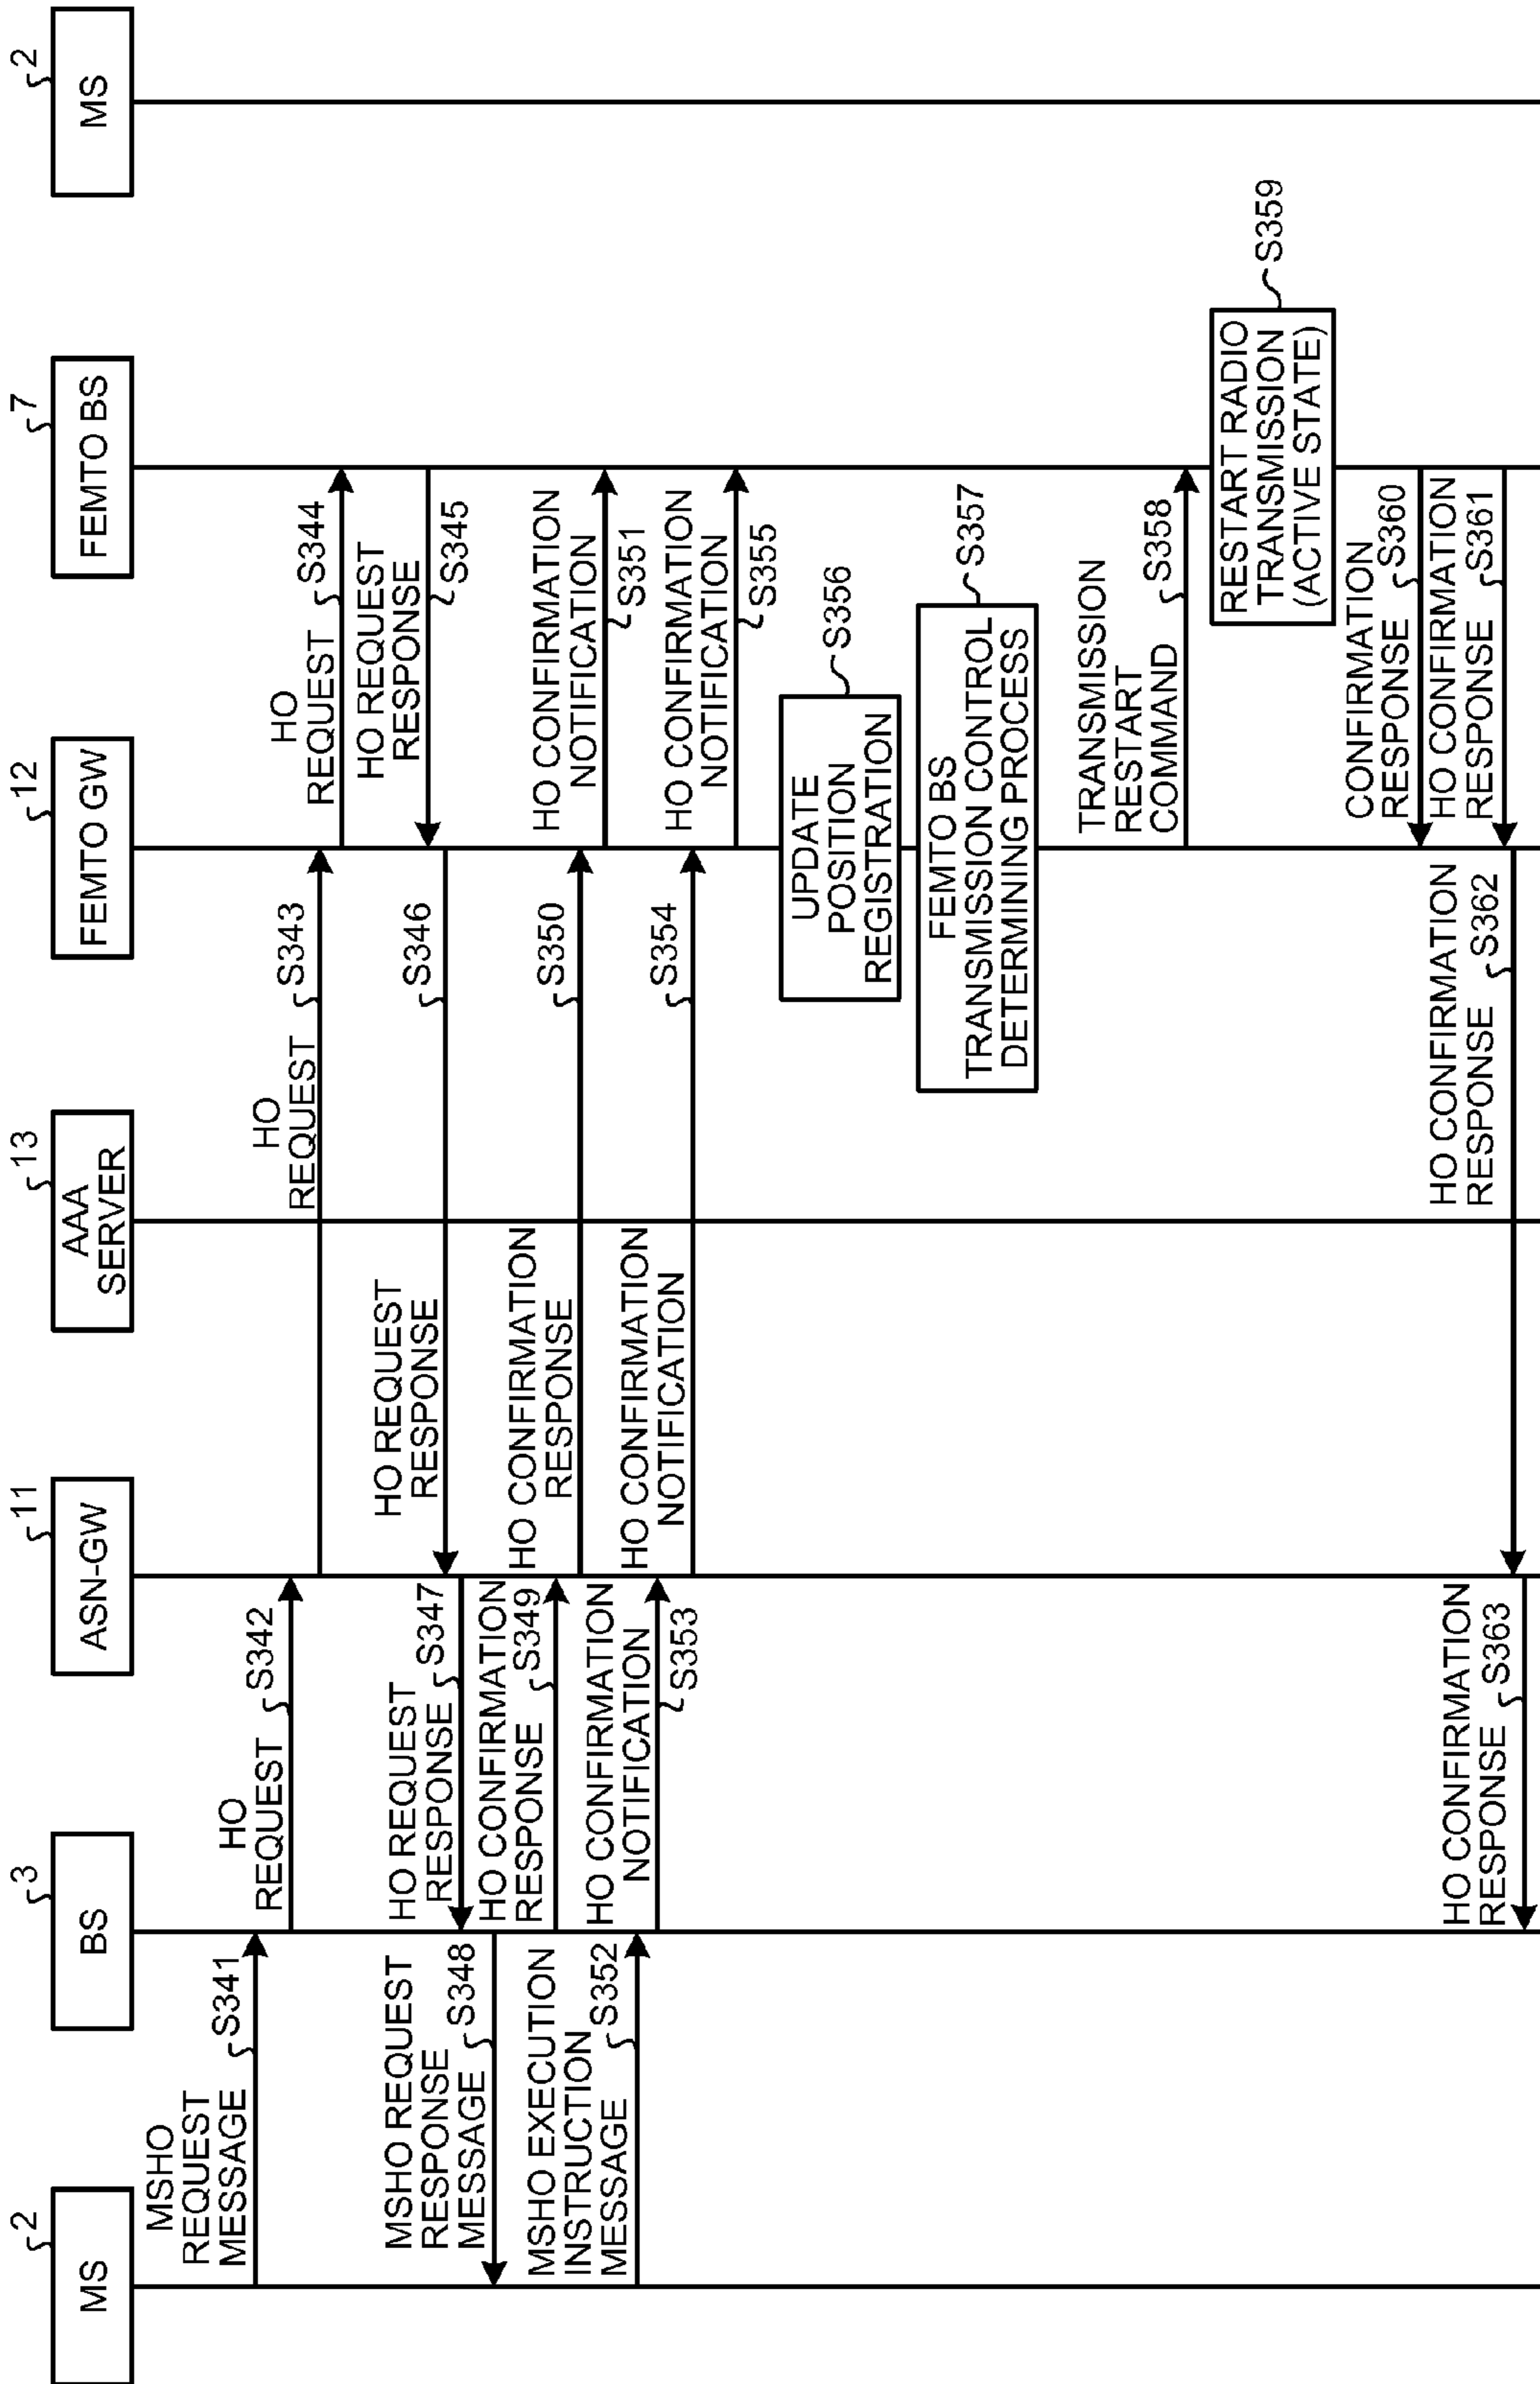 2
MS
3
BS
11
ASN-GW
13
AAA
SERVER
12
FEMTO GW
7
FEMTO BS
2
MS
MSHO
REQUEST
MESSAGE
S341
HO
REQUEST
S342
HO
REQUEST
S343
HO
REQUEST
S344
HO REQUEST
RESPONSE
S345
HO REQUEST
RESPONSE
S346
HO REQUEST
RESPONSE
S347
MSHO REQUEST
RESPONSE
MESSAGE
S348
HO CONFIRMATION
RESPONSE
S349
HO CONFIRMATION
RESPONSE
S350
HO CONFIRMATION
NOTIFICATION
S351
MSHO EXECUTION
INSTRUCTION
MESSAGE
S352
HO CONFIRMATION
NOTIFICATION
S353
HO CONFIRMATION
NOTIFICATION
S354
HO CONFIRMATION
NOTIFICATION
S355
UPDATE
POSITION
REGISTRATION
S356
FEMTO BS
TRANSMISSION CONTROL
DETERMINING PROCESS
S357
TRANSMISSION
RESTART
COMMAND
S358
RESTART RADIO
TRANSMISSION
(ACTIVE STATE)
S359
CONFIRMATION
RESPONSE
S360
HO CONFIRMATION
RESPONSE
S361
HO CONFIRMATION
RESPONSE
S362
HO CONFIRMATION
RESPONSE
S363